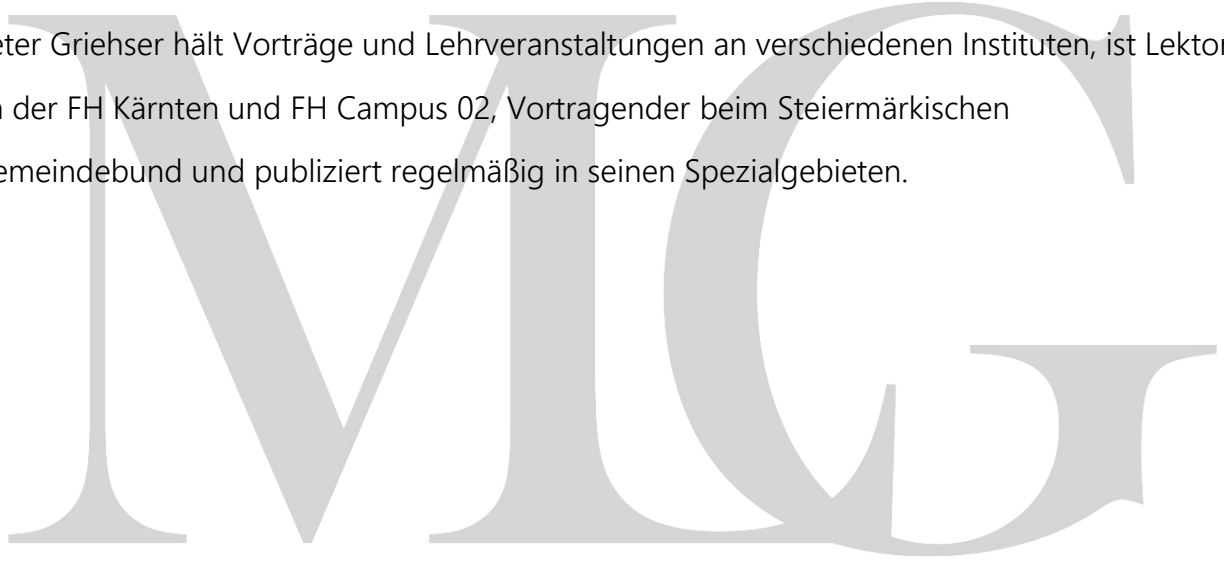 eter Griehser hält Vorträge und Lehrveranstaltungen an verschiedenen Instituten, ist Lektor
der FH Kärnten und FH Campus 02, Vortragender beim Steiermärkischen
emeindebund und publiziert regelmäßig in seinen Spezialgebieten.
MG